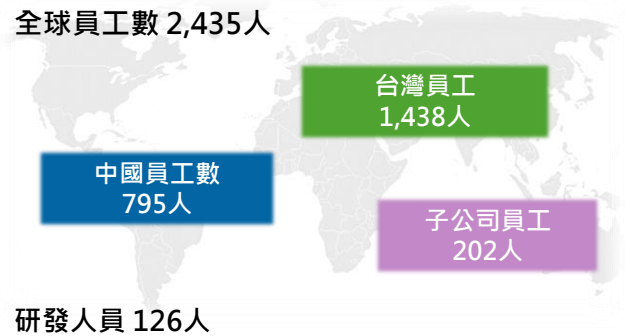 全球員工數 2,435人
台灣員工
1,438人
中國員工數
795人
子公司員工
202人
研發人員 126人